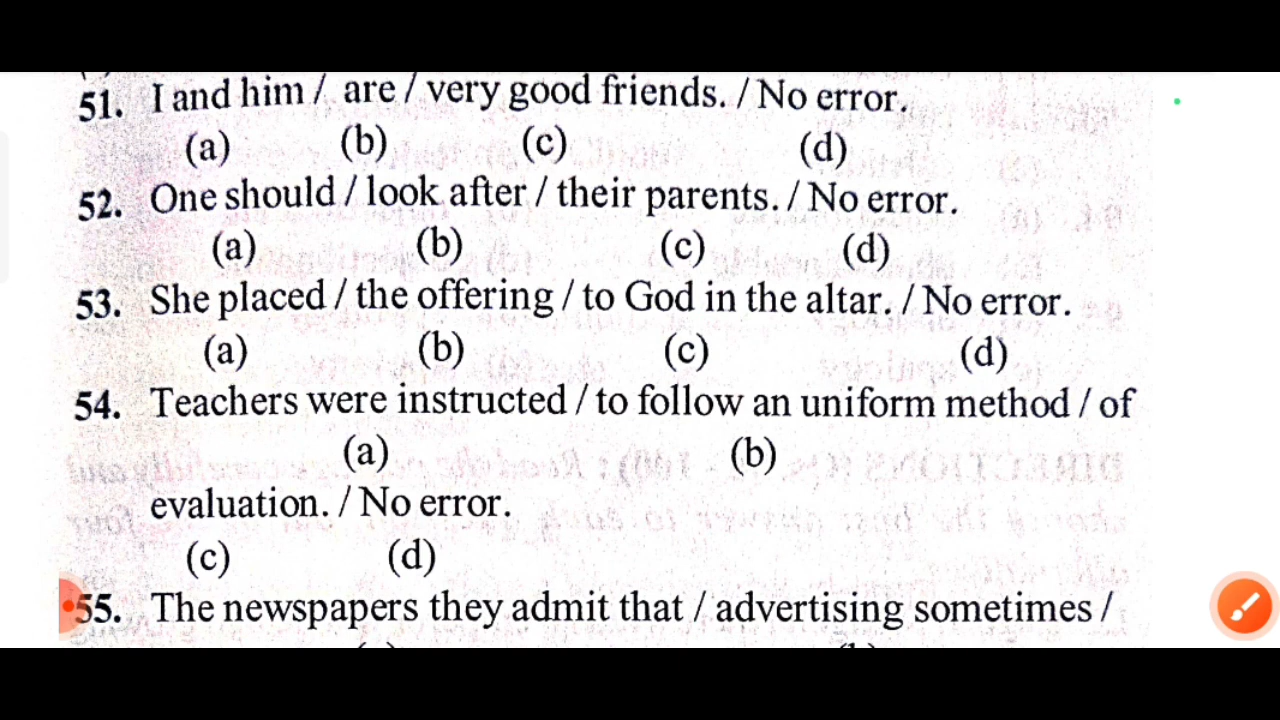 51. I and him / are / very good friends. / No error.
(a) (b) (c) (d)
52. One should / look after / their parents. / No error.
(a) (b) (c) (d)
53. She placed / the offering / to God in the altar. / No error.
(a) (b) (c) (d)
54. Teachers were instructed / to follow an uniform method / of
(a) (b)
evaluation. / No error.
(c) (d)
55. The newspapers they admit that / advertising sometimes /